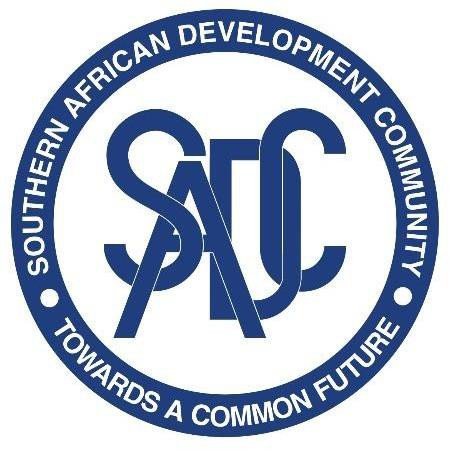 SOUTHERN AFRICAN DEVELOPMENT COMMUNITY
SADC
TOWARDS A COMMON FUTURE